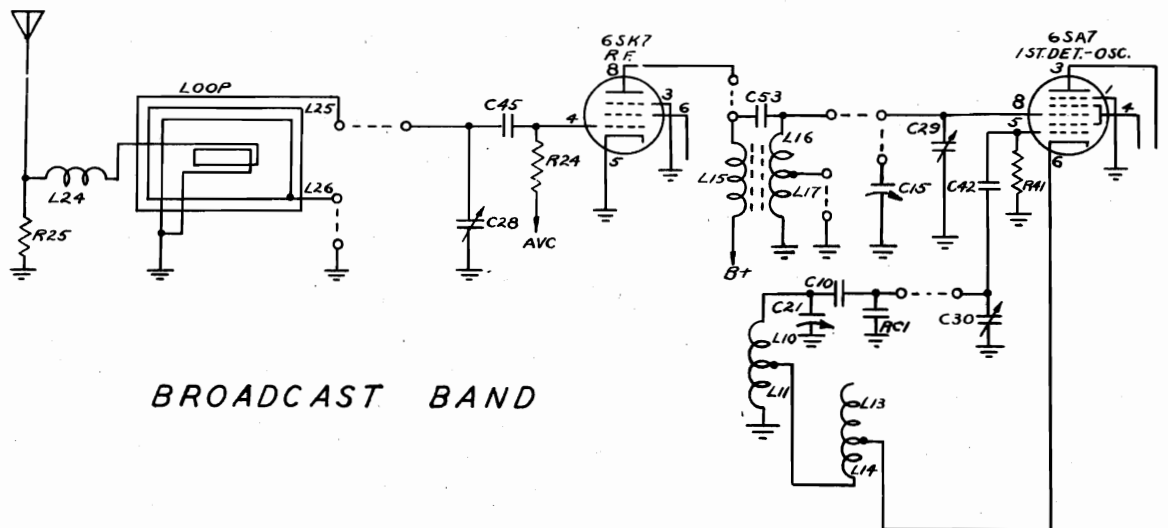 6SK7
R.F.
8
3
6
4
5
6SA7
1ST. DET.-OSC.
3
1
4
8
5
6
LOOP
L25
L26
L24
R25
C45
R24
C28
AVC
C53
L16
L15
L17
B+
C29
C15
C42
R41
C10
C21
RC1
C30
L10
L11
L13
L14
BROADCAST BAND